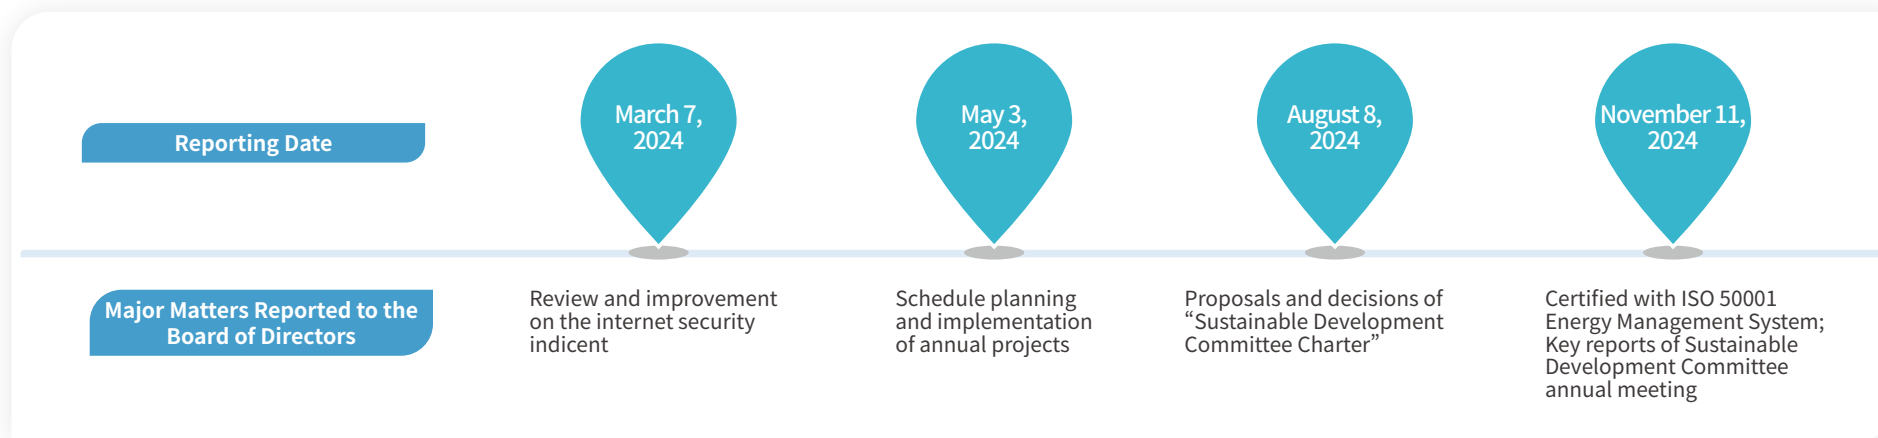 Reporting Date
March 7,
2024
May 3,
2024
August 8,
2024
November 11,
2024
Major Matters Reported to the
Board of Directors
Review and improvement
on the internet security
indicent
Schedule planning
and implementation
of annual projects
Proposals and decisions of
“Sustainable Development
Committee Charter”
Certified with ISO 50001
Energy Management System;
Key reports of Sustainable
Development Committee
annual meeting